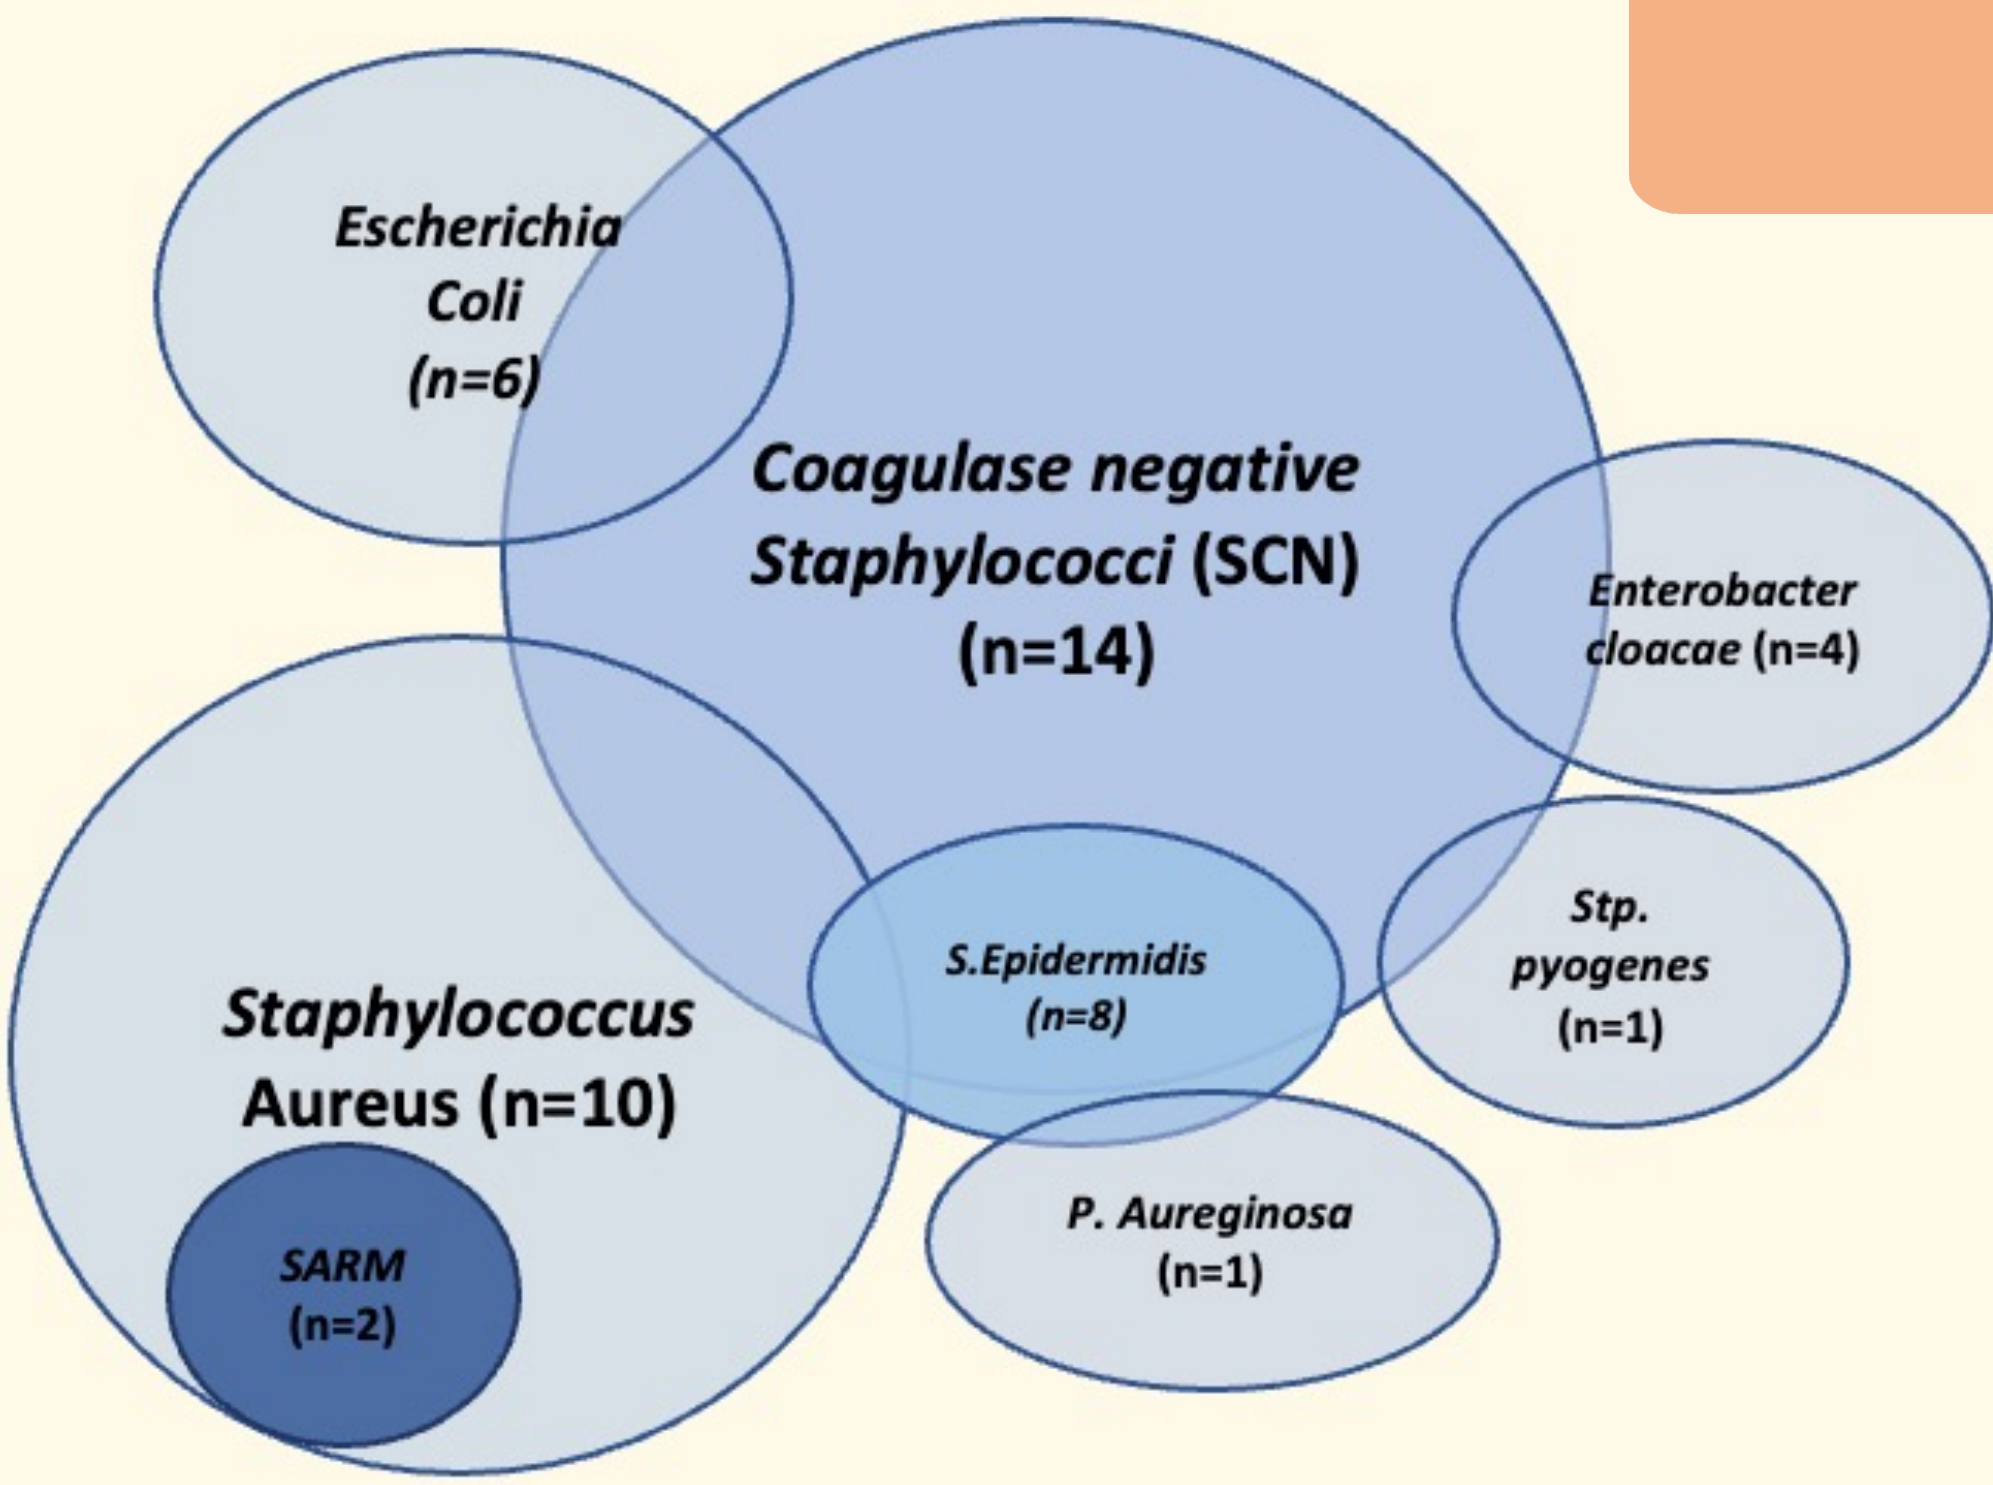 Escherichia
Coli
(n=6)
Coagulase negative
Staphylococci (SCN)
(n=14)
Enterobacter
cloacae (n=4)
Stp.
pyogenes
(n=1)
S.Epidermidis
(n=8)
Staphylococcus
Aureus (n=10)
P. Aureginosa
(n=1)
SARM
(n=2)